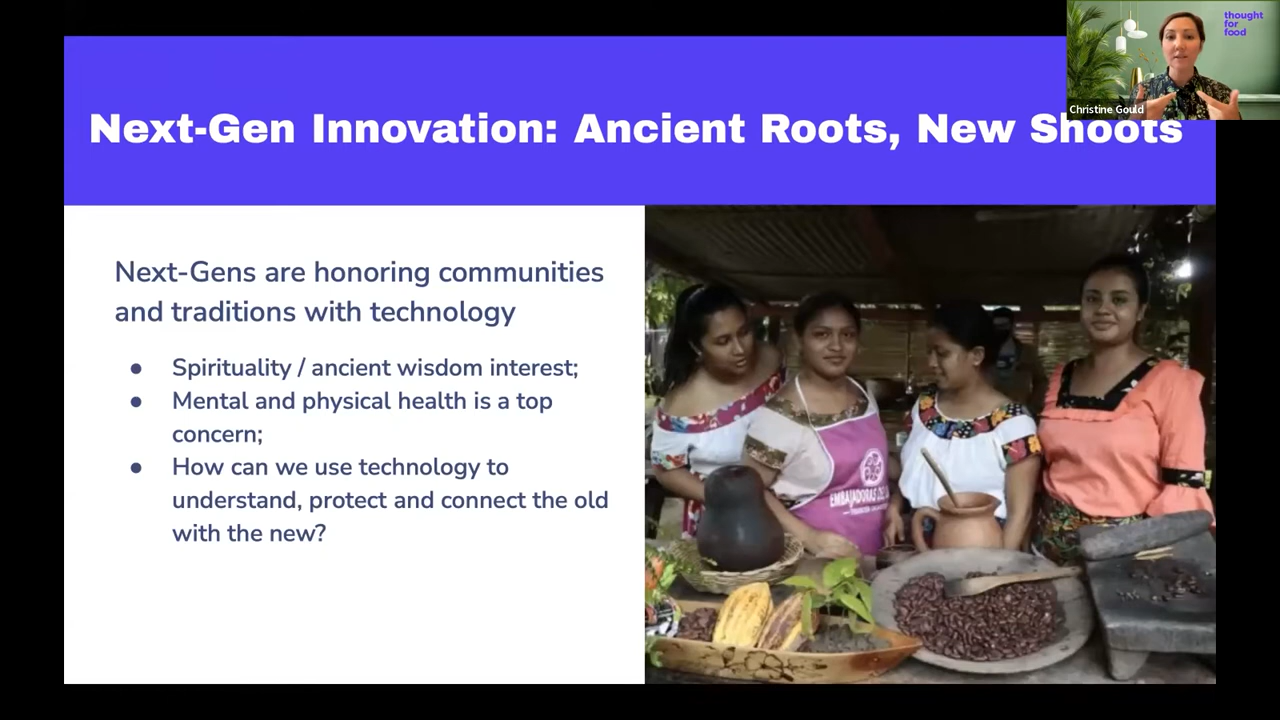 thought
for
food
Christine Gould
Next-Gen Innovation: Ancient Roots, New Shoots
Next-Gens are honoring communities
and traditions with technology
● Spirituality / ancient wisdom interest;
● Mental and physical health is a top
concern;
● How can we use technology to
understand, protect and connect the old
with the new?
EMBAJADORAS